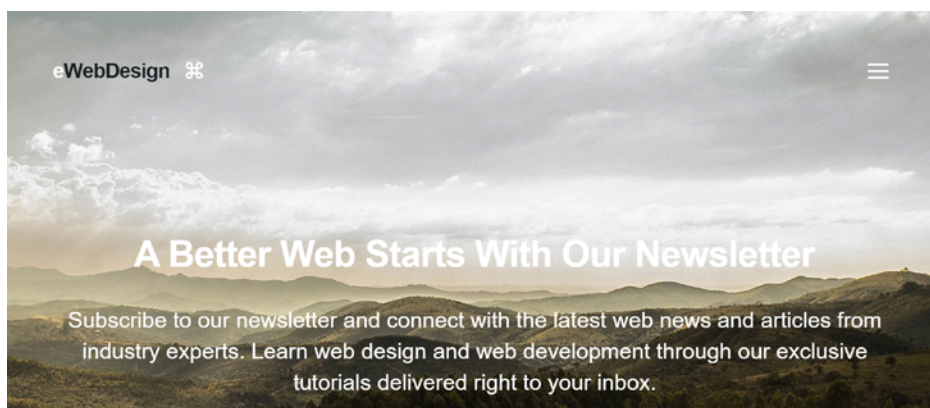 eWebDesign ⌘
A Better Web Starts With Our Newsletter
Subscribe to our newsletter and connect with the latest web news and articles from
industry experts. Learn web design and web development through our exclusive
tutorials delivered right to your inbox.